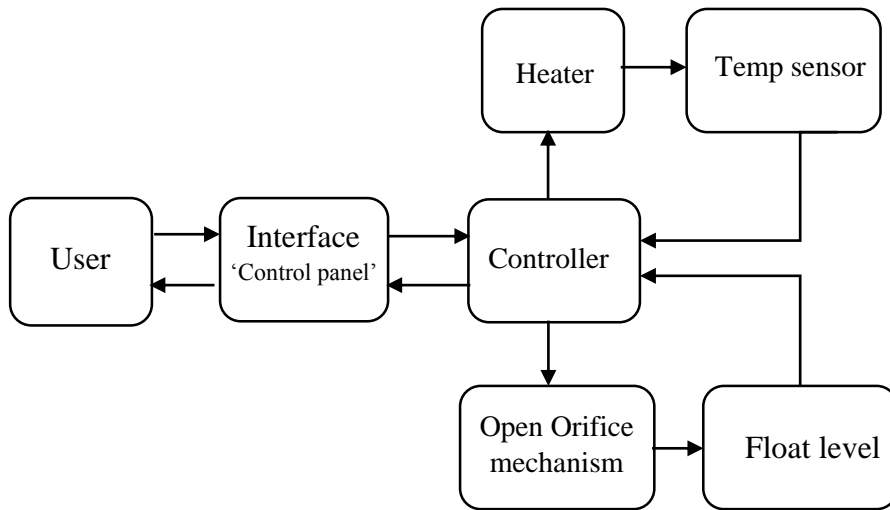 Heater
Temp sensor
User
Interface
‘Control panel’
Controller
Open Orifice
mechanism
Float level